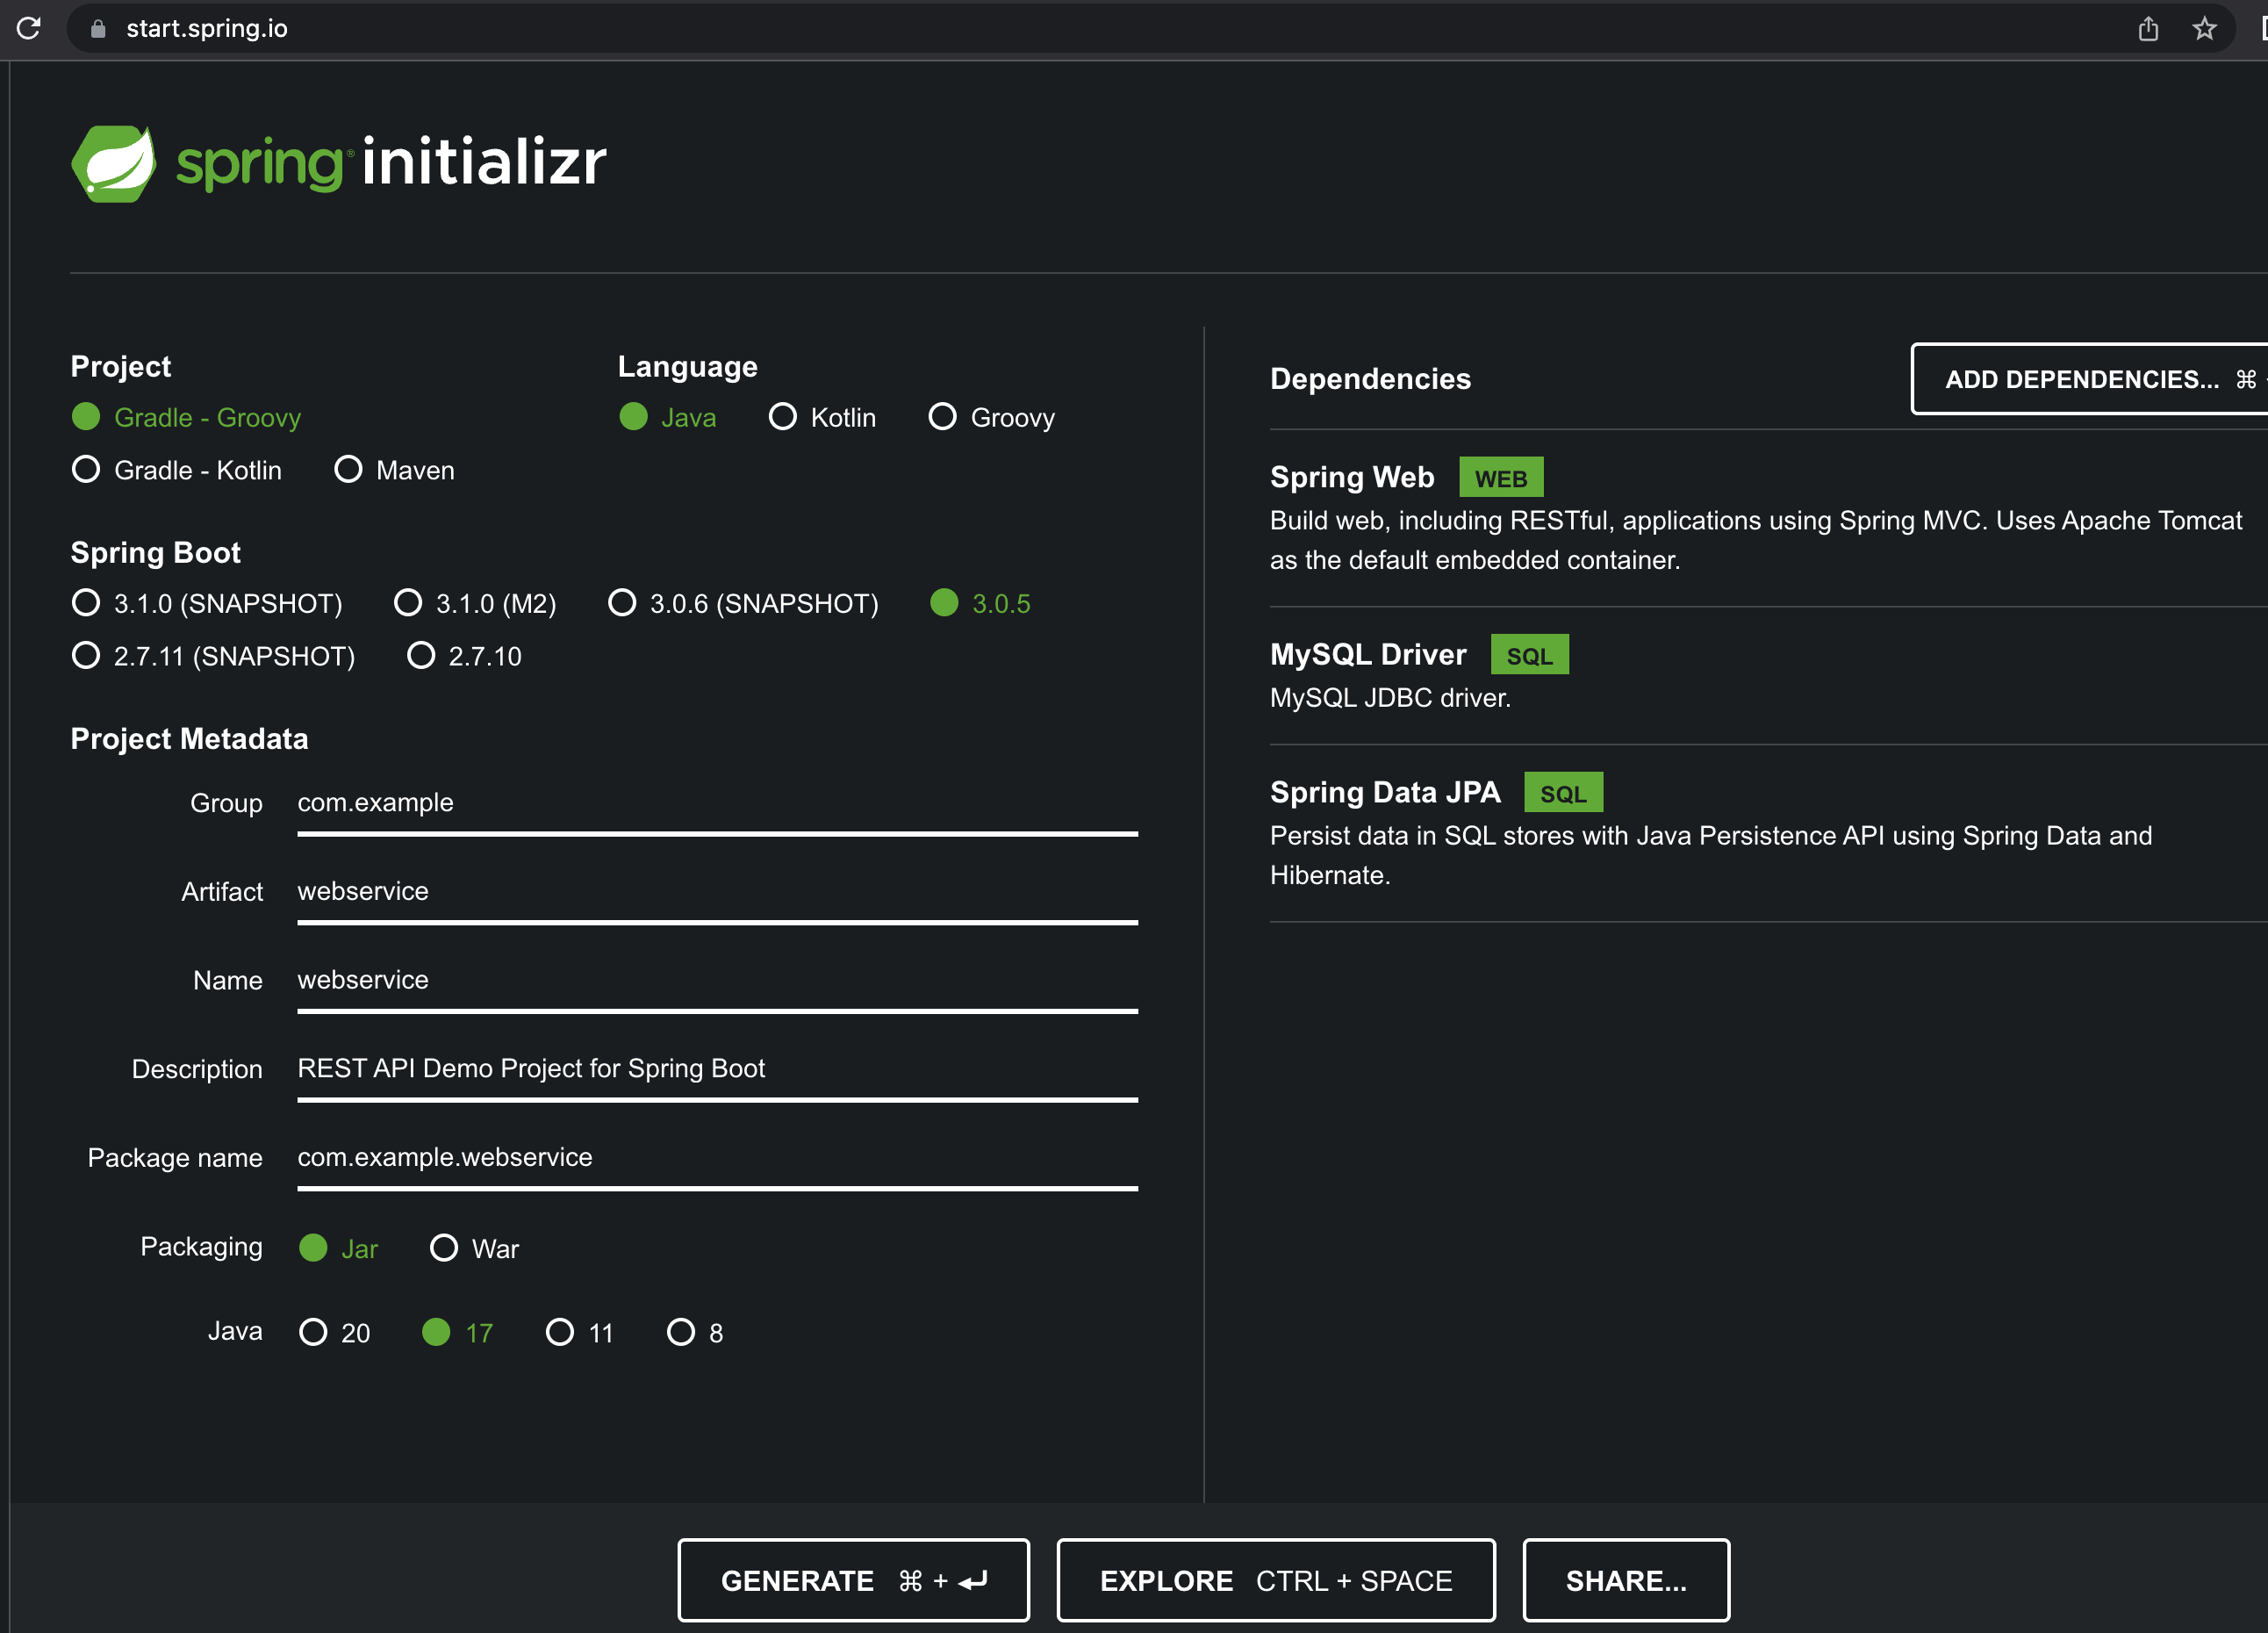 start.spring.io
spring® initializr
Project
Gradle - Groovy
Gradle - Kotlin Maven
Language
Java Kotlin Groovy
Spring Boot
3.1.0 (SNAPSHOT) 3.1.0 (M2) 3.0.6 (SNAPSHOT) 3.0.5
2.7.11 (SNAPSHOT) 2.7.10
Project Metadata
Group com.example
Artifact webservice
Name webservice
Description REST API Demo Project for Spring Boot
Package name com.example.webservice
Packaging Jar War
Java 20 17 11 8
Dependencies ADD DEPENDENCIES... ⌘
Spring Web WEB
Build web, including RESTful, applications using Spring MVC. Uses Apache Tomcat
as the default embedded container.
MySQL Driver SQL
MySQL JDBC driver.
Spring Data JPA SQL
Persist data in SQL stores with Java Persistence API using Spring Data and
Hibernate.
GENERATE ⌘ + ⏎ EXPLORE CTRL + SPACE SHARE...